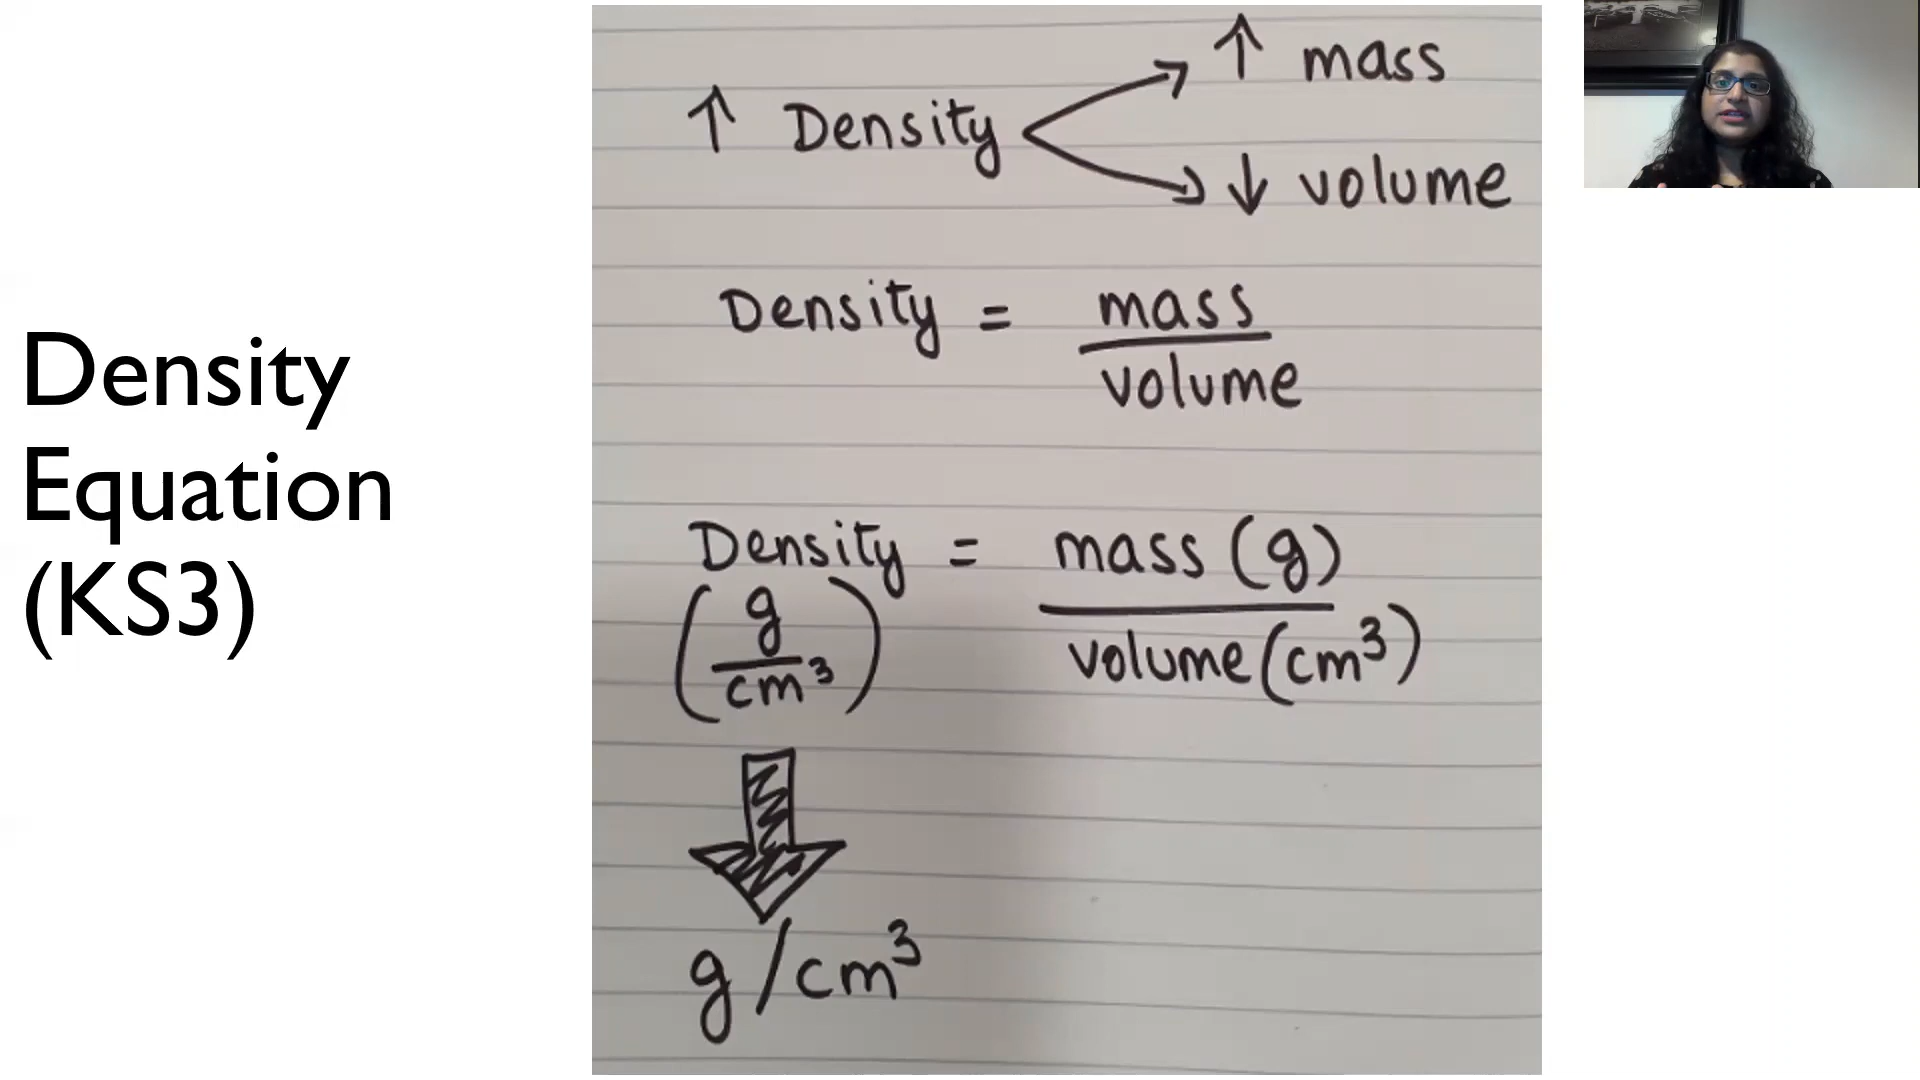 Density
Equation
(KS3)
↑ Density
↑ mass
↓ volume
Density = mass
volume
Density = mass (g)
volume (cm³)
(g
cm³)
g/cm³